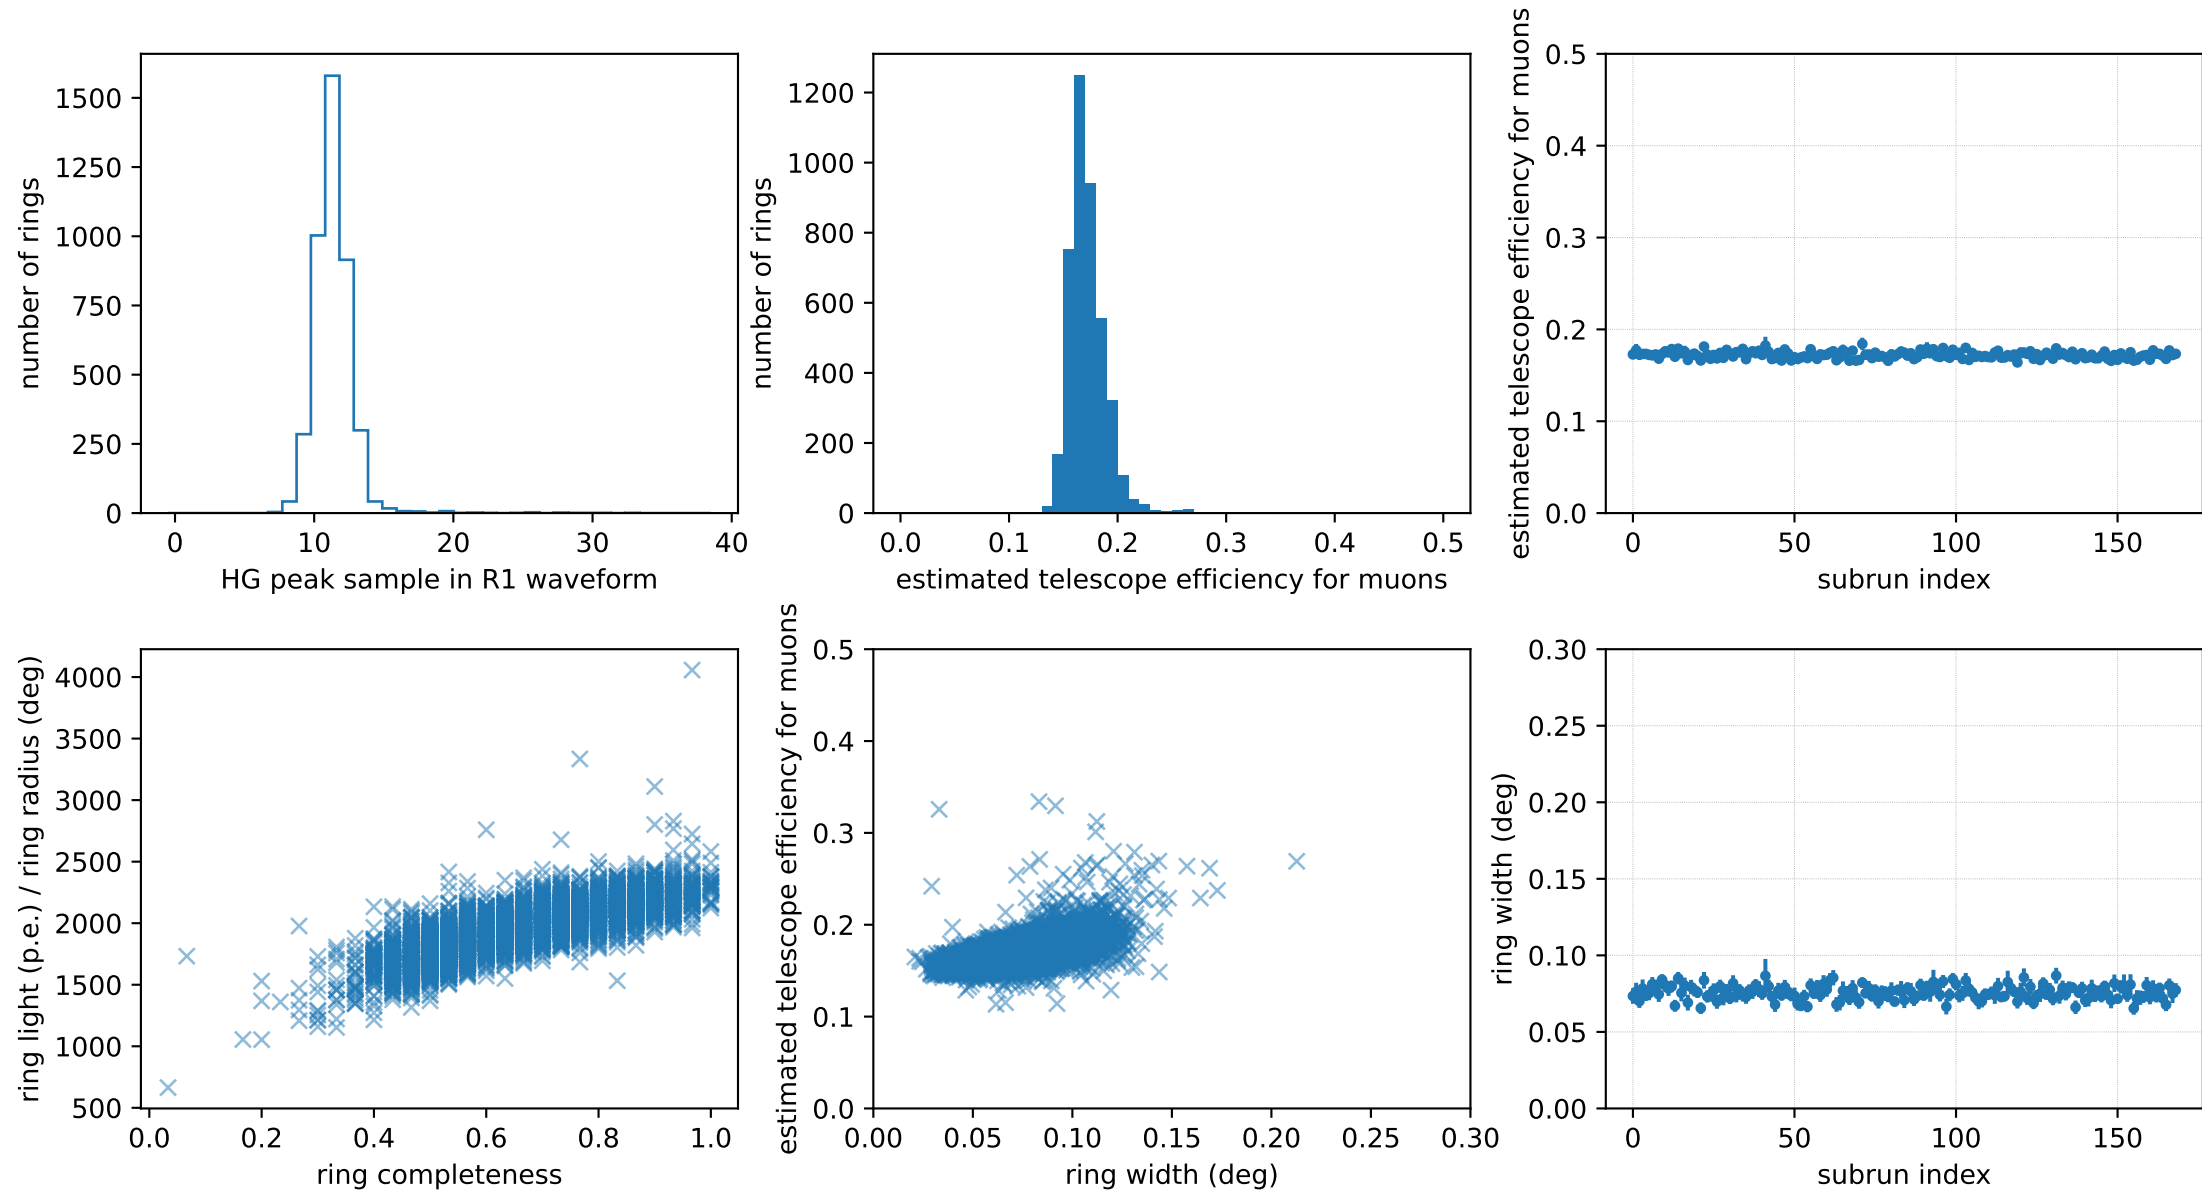 number of rings
1500
1250
1000
750
500
250
0
0 10 20 30 40
HG peak sample in R1 waveform
number of rings
1200
1000
800
600
400
200
0
0.0 0.1 0.2 0.3 0.4 0.5
estimated telescope efficiency for muons
estimated telescope efficiency for muons
0.5
0.4
0.3
0.2
0.1
0.0
0 50 100 150
subrun index
ring light (p.e.) / ring radius (deg)
4000
3500
3000
2500
2000
1500
1000
500
0.0 0.2 0.4 0.6 0.8 1.0
ring completeness
estimated telescope efficiency for muons
0.5
0.4
0.3
0.2
0.1
0.0
0.00 0.05 0.10 0.15 0.20 0.25 0.30
ring width (deg)
ring width (deg)
0.30
0.25
0.20
0.15
0.10
0.05
0.00
0 50 100 150
subrun index